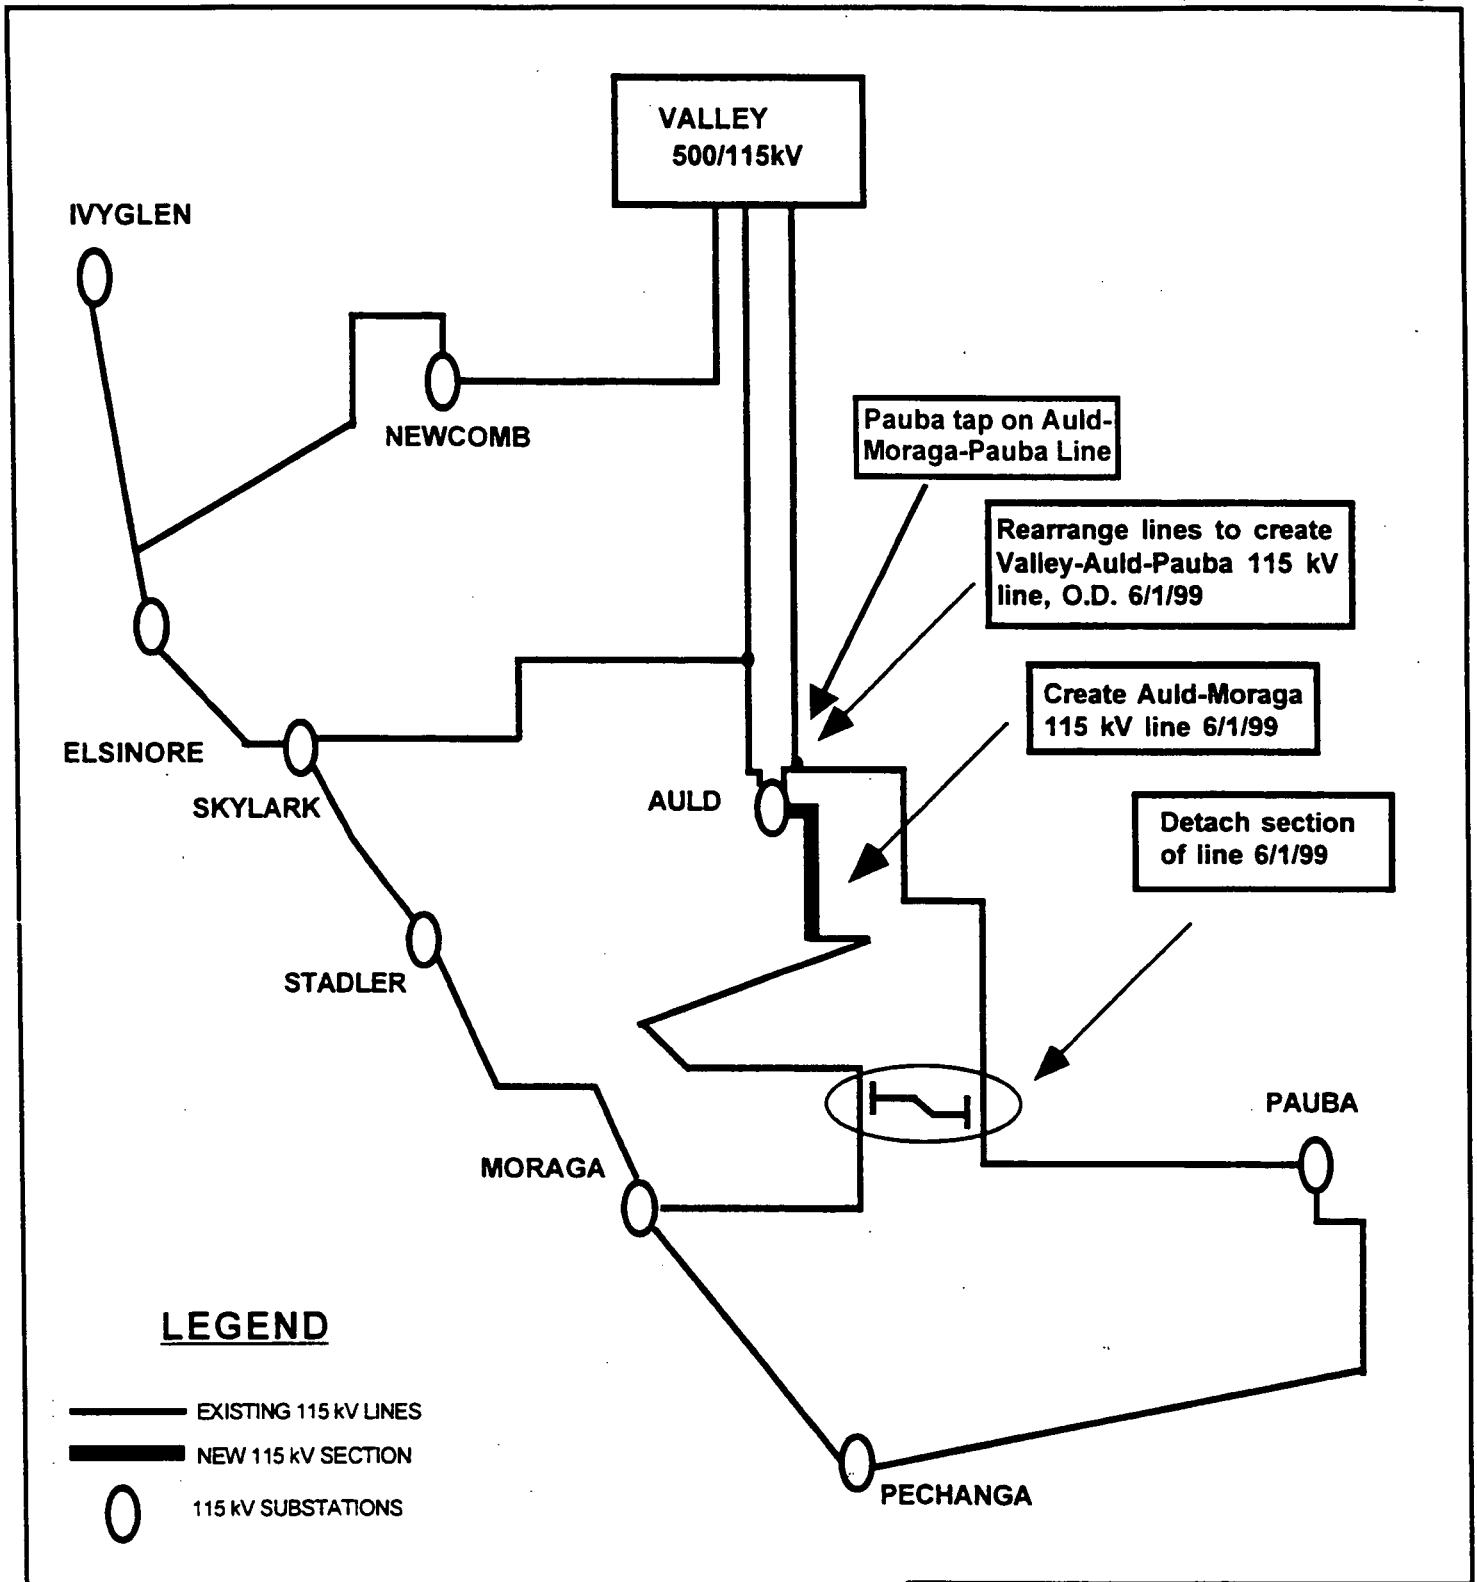 VALLEY
500/115kV
IVYGLEN
NEWCOMB
Pauba tap on Auld-
Moraga-Pauba Line
Rearrange lines to create
Valley-Auld-Pauba 115 kV
line, O.D. 6/1/99
Create Auld-Moraga
115 kV line 6/1/99
ELSINORE
SKYLARK
AULD
Detach section
of line 6/1/99
STADLER
PAUBA
MORAGA
LEGEND
EXISTING 115 kV LINES
NEW 115 kV SECTION
115 kV SUBSTATIONS
PECHANGA